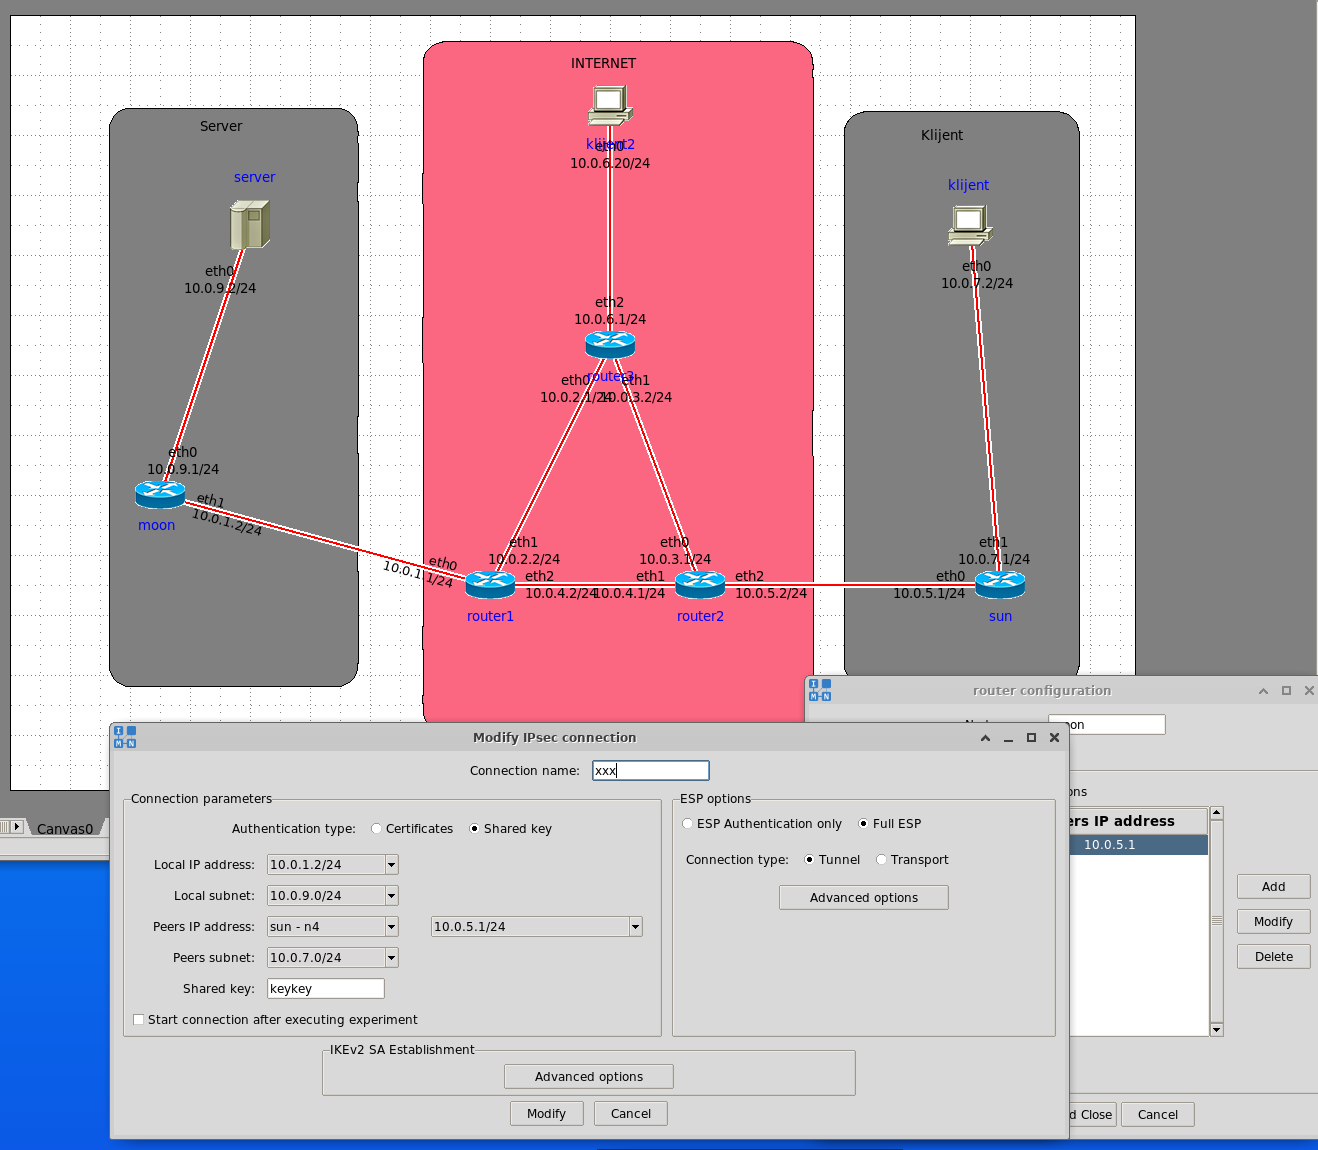 INTERNET
Server
Klijent
server
klijent
eth0
10.0.6.20/24
eth0
10.0.9.2/24
eth0
10.0.7.2/24
eth2
10.0.6.1/24
router3
eth0
eth1
10.0.2.1/24
10.0.3.2/24
eth0
10.0.9.1/24
eth1
10.0.1.2/24
moon
eth0
10.0.1.1/24
eth1
10.0.2.2/24
eth0
10.0.3.1/24
eth1
10.0.7.1/24
eth2
10.0.4.2/24
eth1
10.0.4.1/24
eth2
10.0.5.2/24
eth0
10.0.5.1/24
router1
router2
sun
router configuration
Modify IPsec connection
Connection name: xxx
Connection parameters
Authentication type: Certificates Shared key
Local IP address: 10.0.1.2/24
Local subnet: 10.0.9.0/24
Peers IP address: sun - n4 10.0.5.1/24
Peers subnet: 10.0.7.0/24
Shared key: keykey
Start connection after executing experiment
ESP options
ESP Authentication only Full ESP
Connection type: Tunnel Transport
Advanced options
IKEv2 SA Establishment
Advanced options
Modify Cancel
Canvas0
IP address
10.0.5.1
Add
Modify
Delete
Close
Cancel